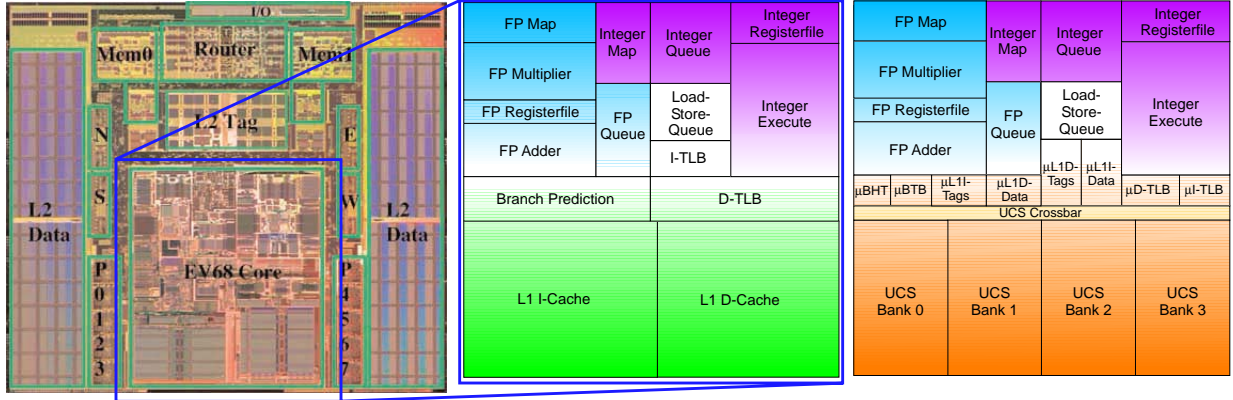 I/O
Mem0
Router
Mem1
L2 Tag
N
E
S
W
L2
Data
L2
Data
EV68 Core
P
0
1
2
3
P
4
5
6
7
FP Map
Integer
Map
Integer
Queue
Integer
Registerfile
FP Multiplier
FP Registerfile
FP Adder
FP
Queue
Load-
Store-
Queue
I-TLB
Integer
Execute
Branch Prediction
D-TLB
L1 I-Cache
L1 D-Cache
FP Map
Integer
Map
Integer
Queue
Integer
Registerfile
FP Multiplier
FP Registerfile
FP Adder
FP
Queue
Load-
Store-
Queue
Integer
Execute
μL1D-
Tags
μL1I-
Data
μBHT
μBTB
μL1I-
Tags
μL1D-
Data
μD-TLB
μI-TLB
UCS Crossbar
UCS
Bank 0
UCS
Bank 1
UCS
Bank 2
UCS
Bank 3